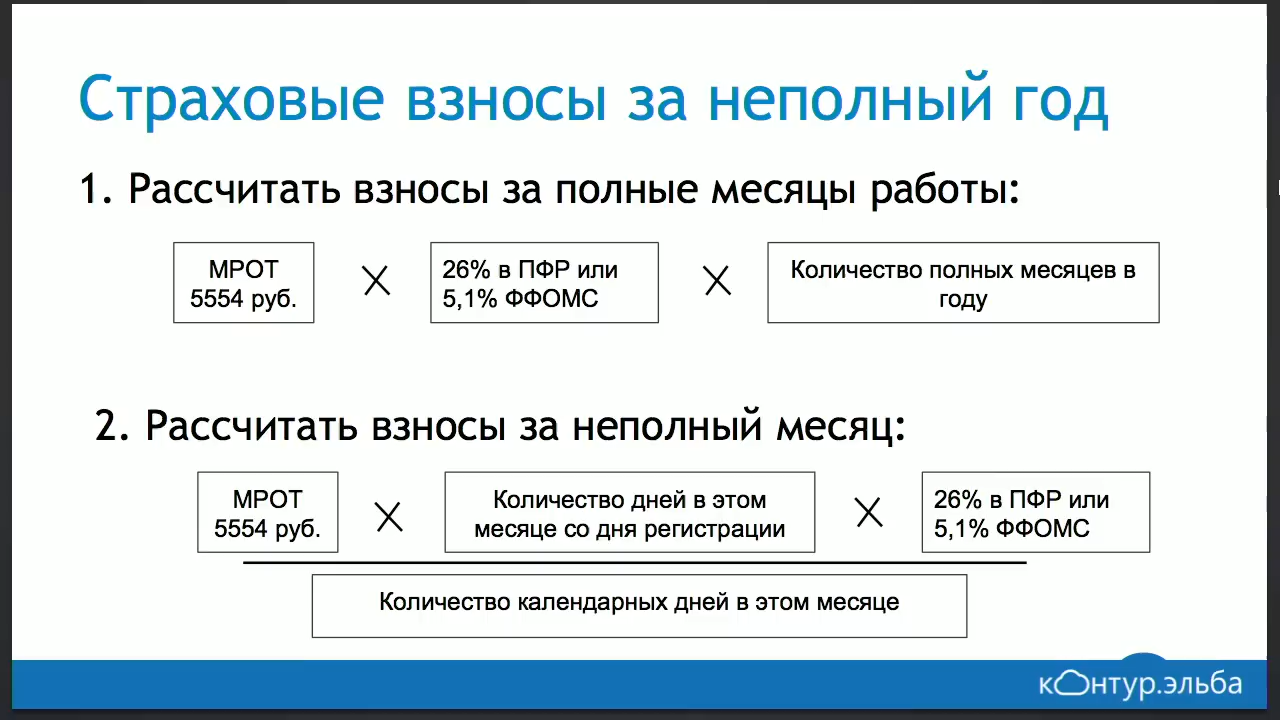 Страховые взносы за неполный год
1. Рассчитать взносы за полные месяцы работы:
МРОТ
5554 руб.
26% в ПФР или
5,1% ФФОМС
Количество полных месяцев в
году
2. Рассчитать взносы за неполный месяц:
МРОТ
5554 руб.
Количество дней в этом
месяце со дня регистрации
26% в ПФР или
5,1% ФФОМС
Количество календарных дней в этом месяце
контур.эльба